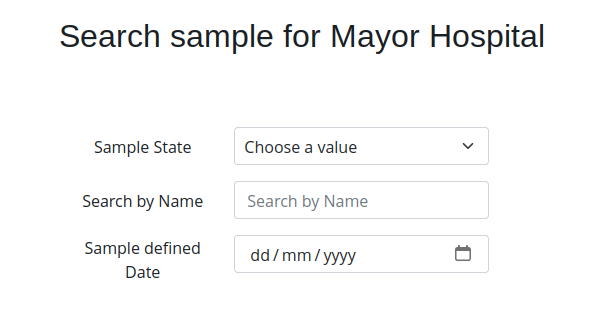 Search sample for Mayor Hospital
Sample State
Choose a value
Search by Name
Search by Name
Sample defined
Date
dd/mm/yyyy